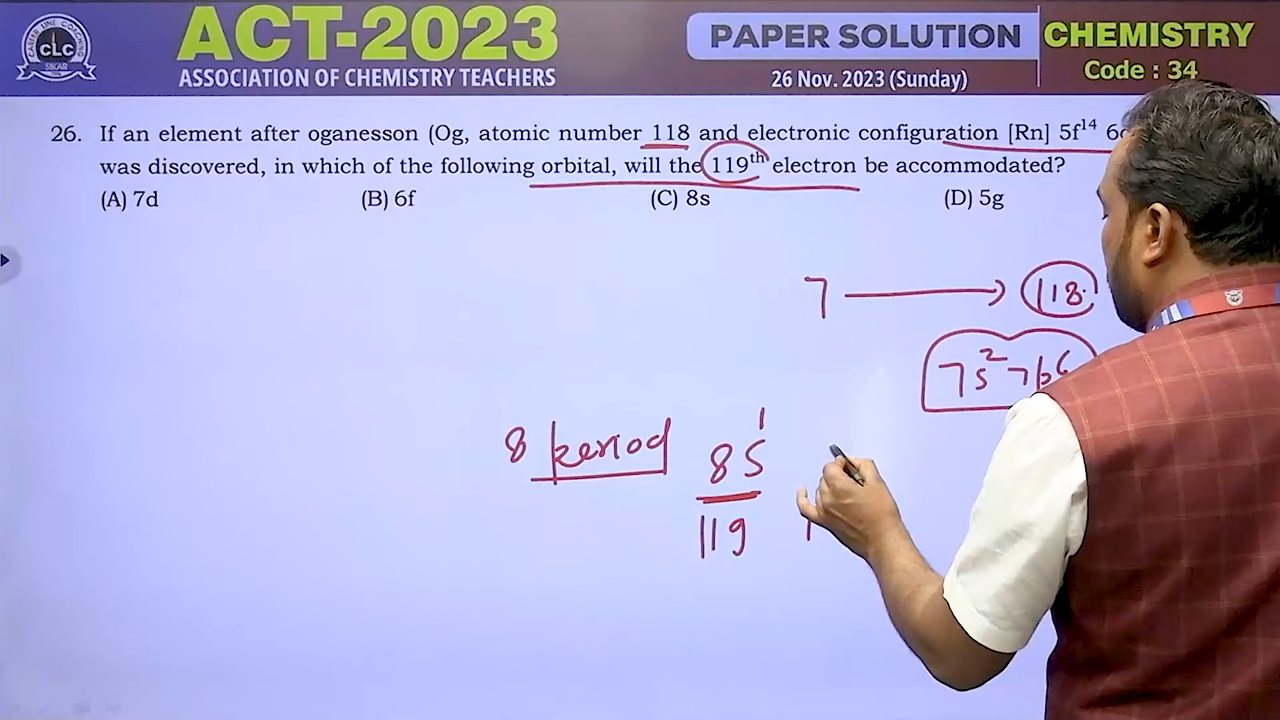 CAREER LINE COACHING
CLC
SIKAR
ACT-2023
ASSOCIATION OF CHEMISTRY TEACHERS
PAPER SOLUTION
26 Nov. 2023 (Sunday)
CHEMISTRY
Code : 34
26. If an element after oganesson (Og, atomic number 118 and electronic configuration [Rn] 5f¹⁴
was discovered, in which of the following orbital, will the 119th electron be accommodated?
(A) 7d (B) 6f (C) 8s (D) 5g
7 → 118
7s² 7p⁶
8 period 8s¹
119